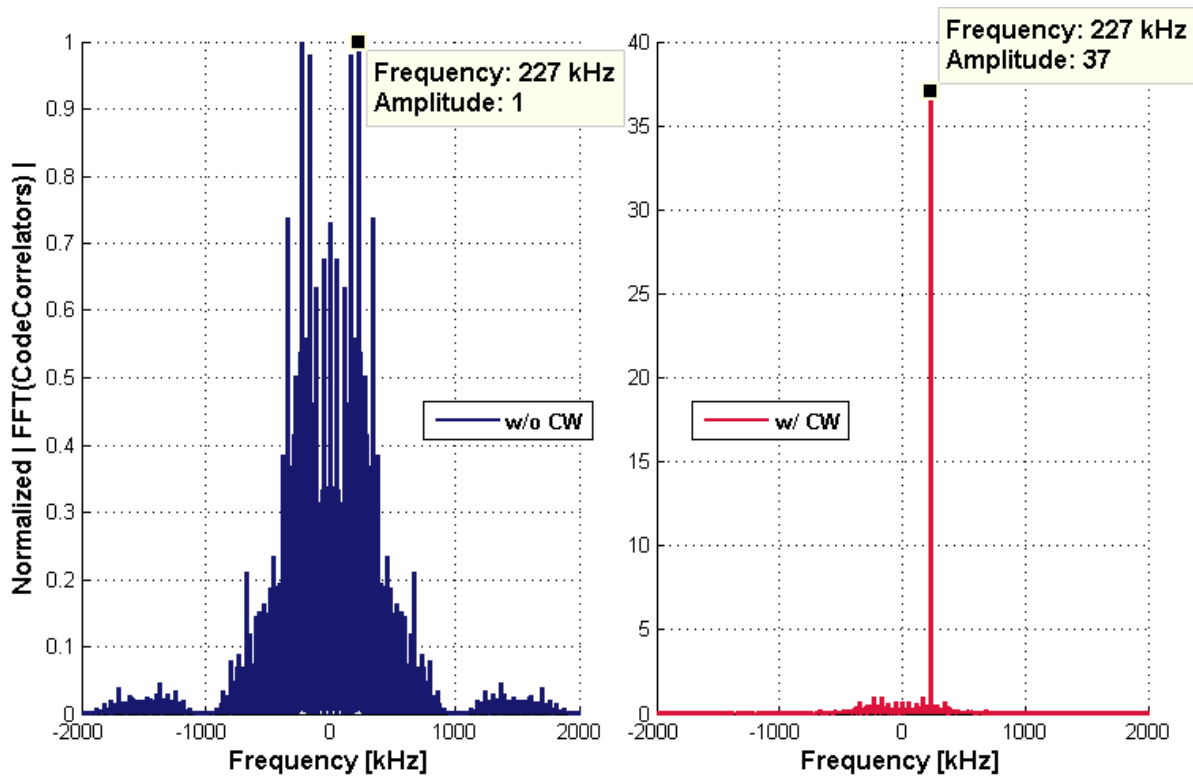 Frequency: 227 kHz
Amplitude: 1
Normalized | FFT(CodeCorrelators) |
1
0.9
0.8
0.7
0.6
0.5
0.4
0.3
0.2
0.1
0
-2000 -1000 0 1000 2000
Frequency [kHz]
w/o CW
Frequency: 227 kHz
Amplitude: 37
40
35
30
25
20
15
10
5
0
-2000 -1000 0 1000 2000
Frequency [kHz]
w/ CW